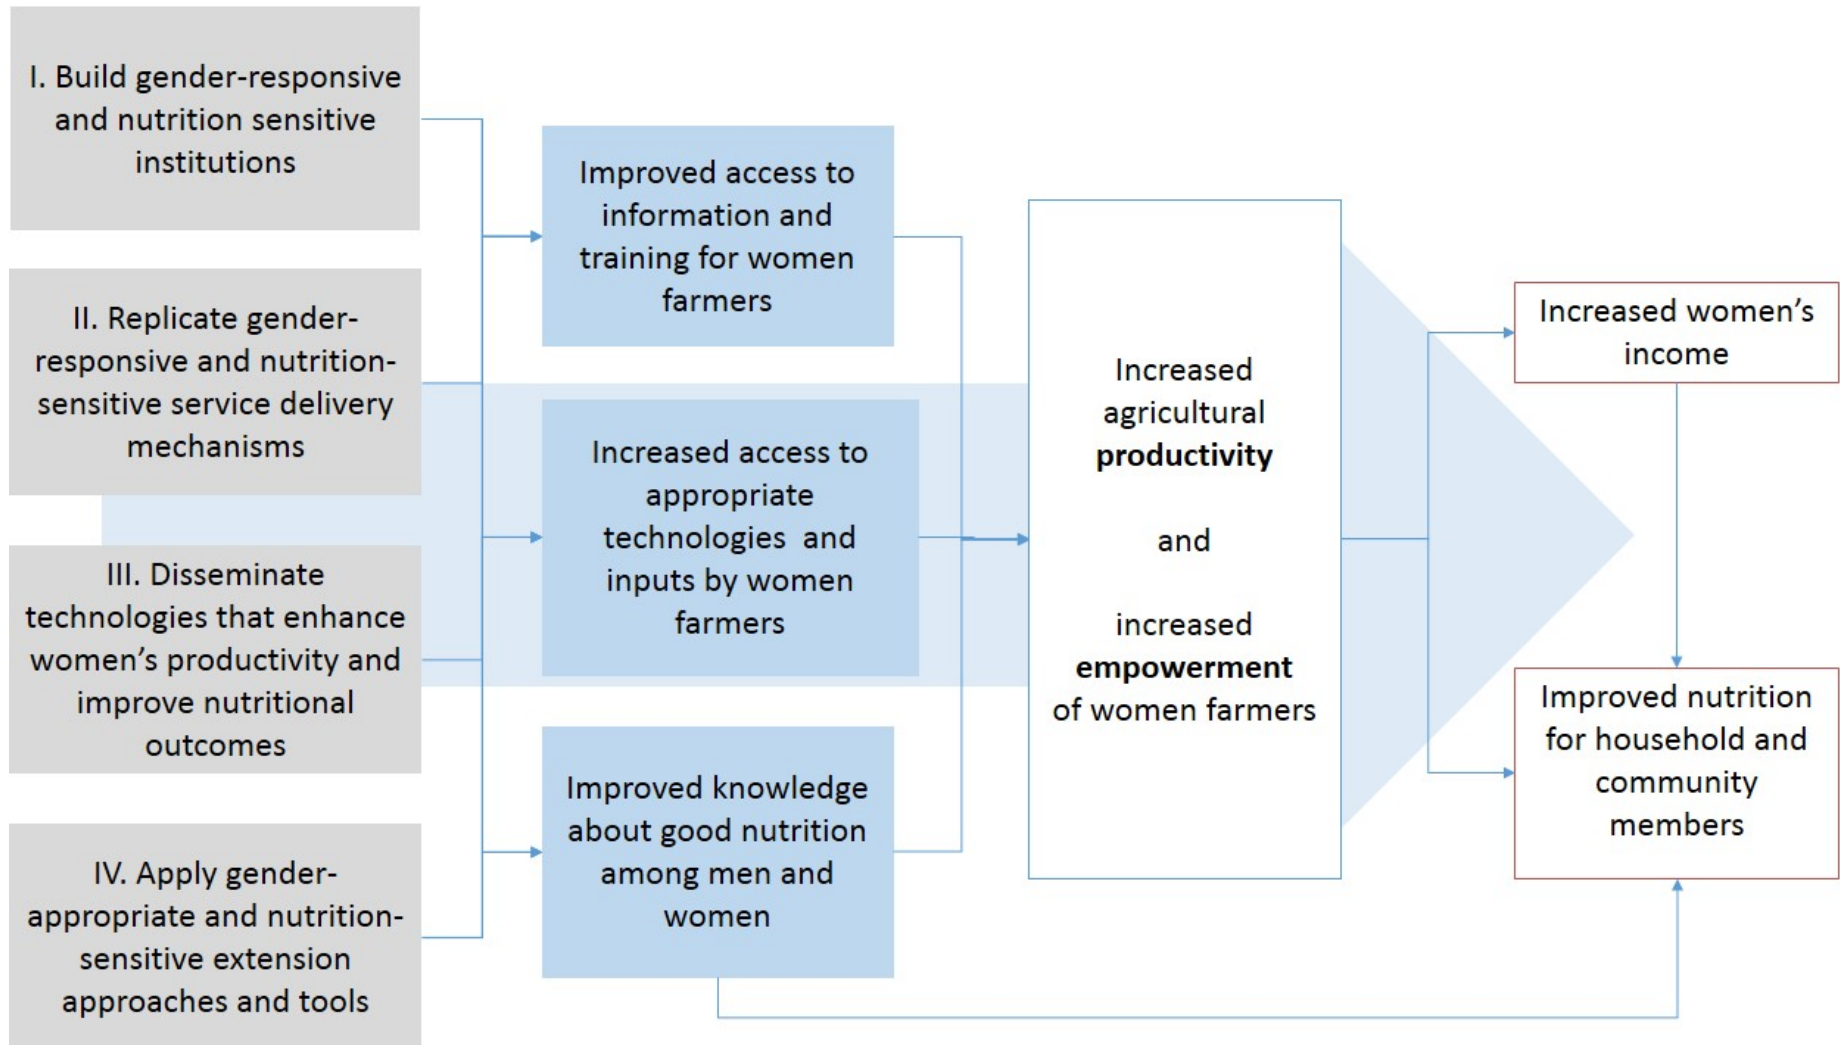 I. Build gender-responsive
and nutrition sensitive
institutions
II. Replicate gender-
responsive and nutrition-
sensitive service delivery
mechanisms
III. Disseminate
technologies that enhance
women’s productivity and
improve nutritional
outcomes
IV. Apply gender-
appropriate and nutrition-
sensitive extension
approaches and tools
Improved access to
information and
training for women
farmers
Increased access to
appropriate
technologies and
inputs by women
farmers
Improved knowledge
about good nutrition
among men and
women
Increased
agricultural
productivity
and
increased
empowerment
of women farmers
Increased women’s
income
Improved nutrition
for household and
community
members